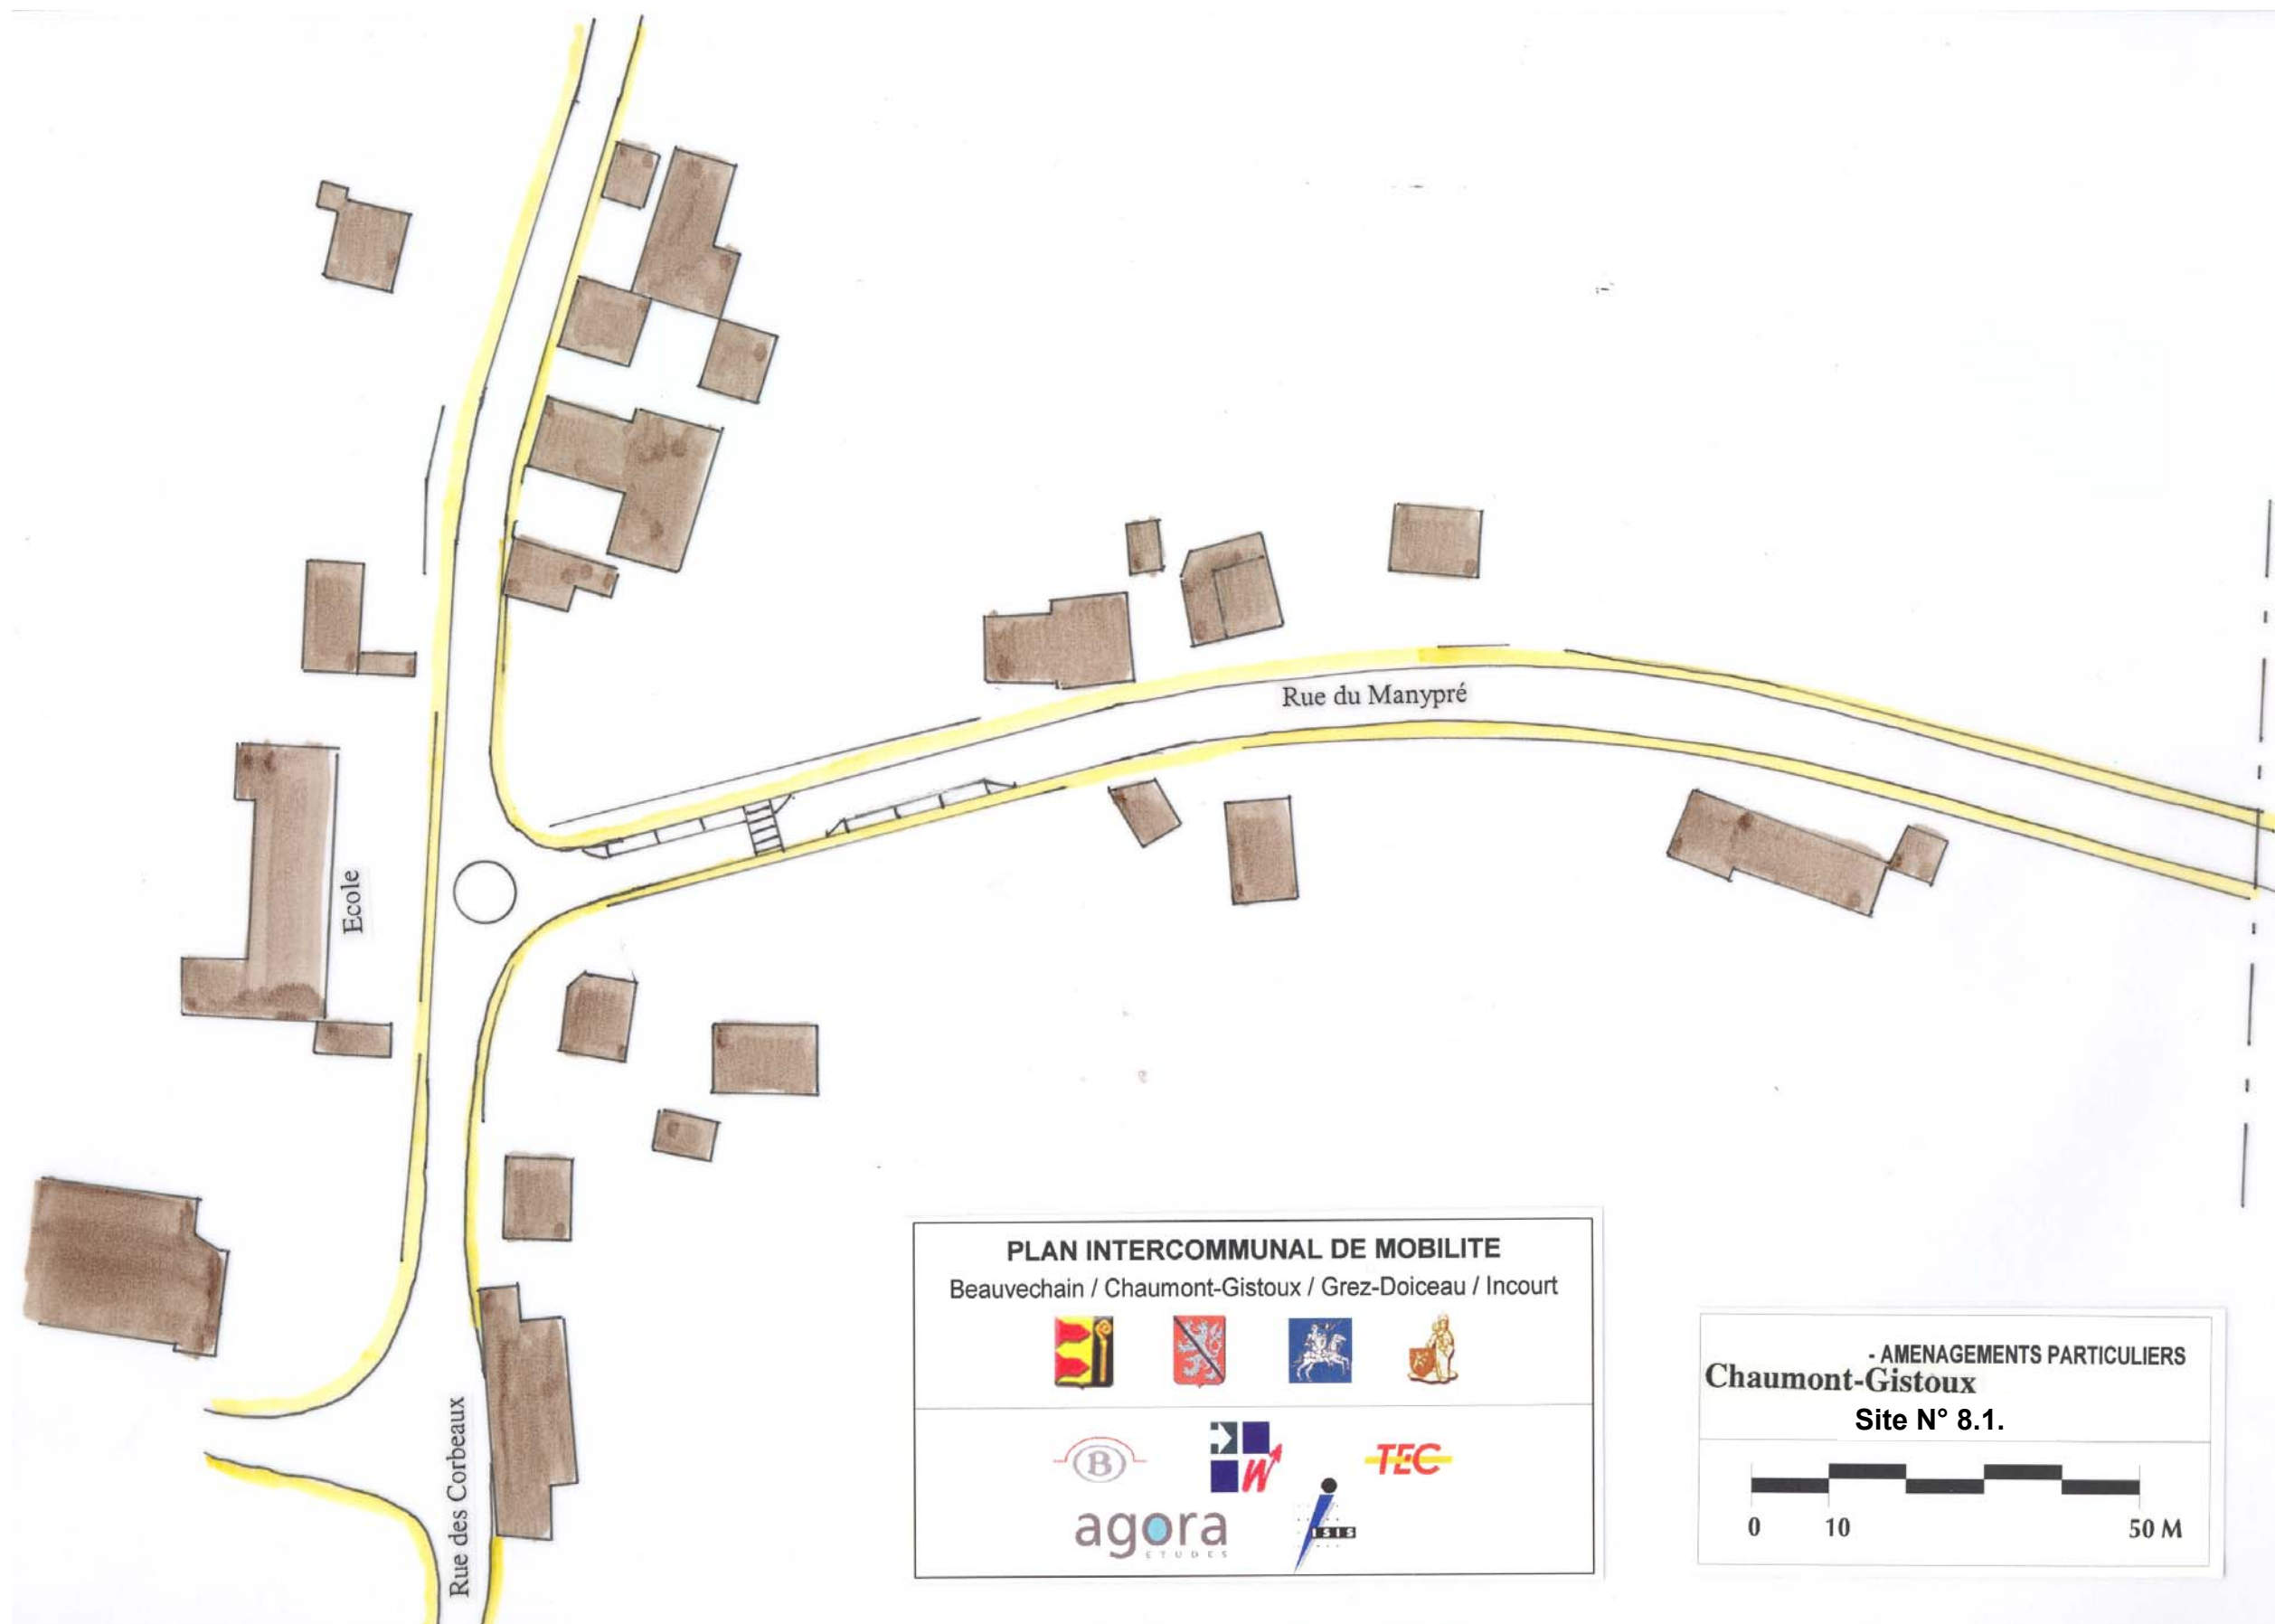 Rue du Manypré
Ecole
Rue des Corbeaux
PLAN INTERCOMMUNAL DE MOBILITE
Beauvechain / Chaumont-Gistoux / Grez-Doiceau / Incourt
B
W
TEC
agora
ETUDES
ISIS
- AMENAGEMENTS PARTICULIERS
Chaumont-Gistoux
Site N° 8.1.
0 10 50 M